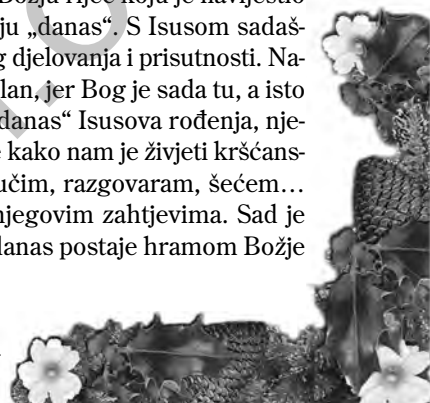 Božja riječ koja je navijestio
ju „danas“. S Isusom sadaš-
g djelovanja i prisutnosti. Na-
lan, jer Bog je sada tu, a isto
danas“ Isusova rođenja, nje-
e kako nam je živjeti kršćans-
učim, razgovaram, šećem…
njegovim zahtjevima. Sad je
danas postaje hramom Božje